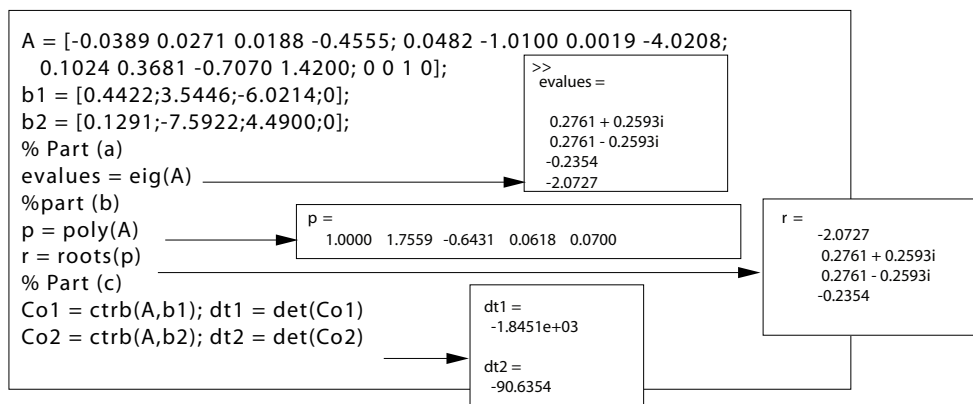 A = [-0.0389 0.0271 0.0188 -0.4555; 0.0482 -1.0100 0.0019 -4.0208;
0.1024 0.3681 -0.7070 1.4200; 0 0 1 0];
b1 = [0.4422;3.5446;-6.0214;0];
b2 = [0.1291;-7.5922;4.4900;0];
% Part (a)
evalues = eig(A)
%part (b)
p = poly(A)
r = roots(p)
% Part (c)
Co1 = ctrb(A,b1); dt1 = det(Co1)
Co2 = ctrb(A,b2); dt2 = det(Co2)
>>
evalues =
0.2761 + 0.2593i
0.2761 - 0.2593i
-0.2354
-2.0727
p =
1.0000 1.7559 -0.6431 0.0618 0.0700
r =
-2.0727
0.2761 + 0.2593i
0.2761 - 0.2593i
-0.2354
dt1 =
-1.8451e+03
dt2 =
-90.6354